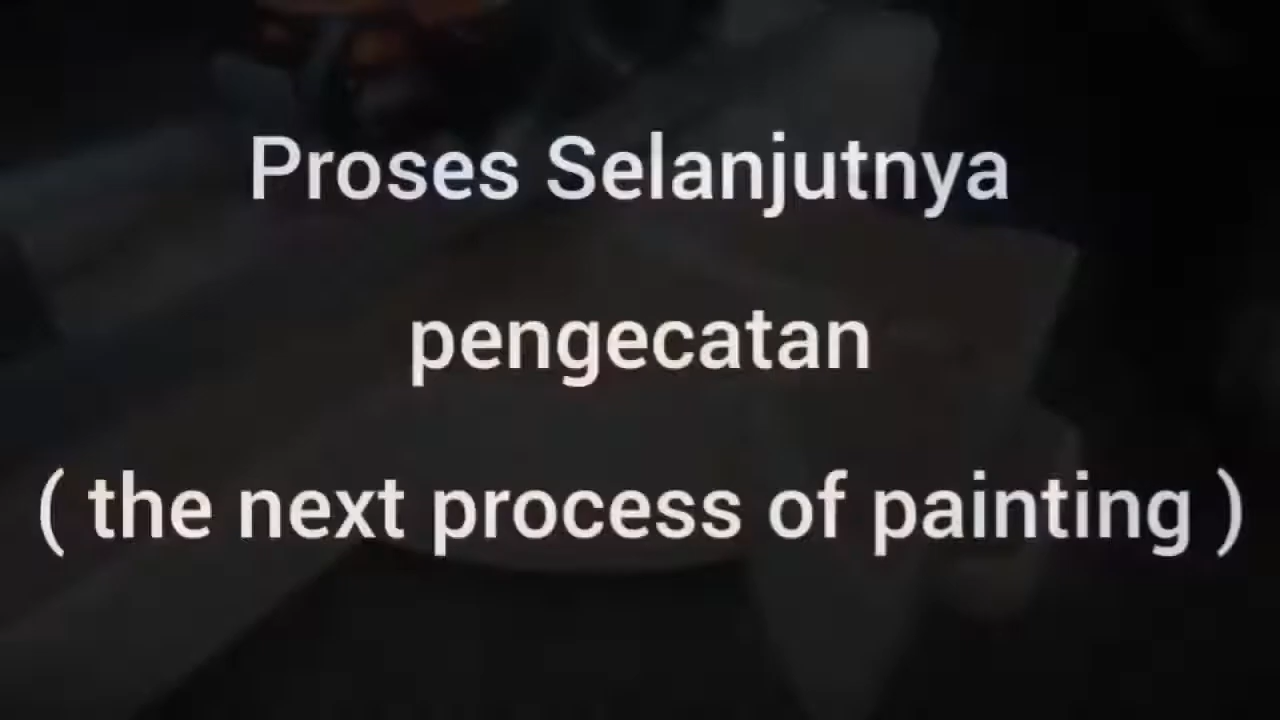 Proses Selanjutnya
pengecatan
( the next process of painting )